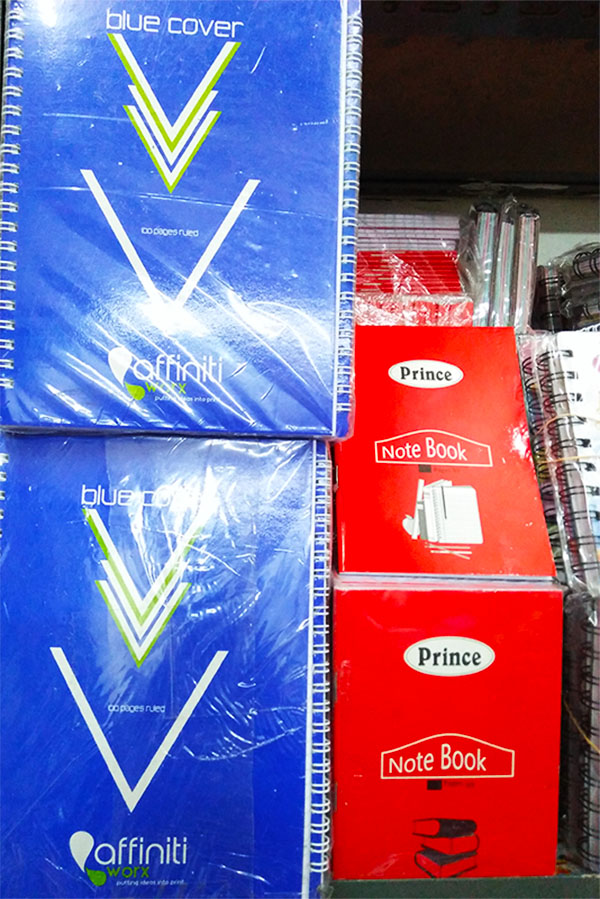 blue cover
100 pages ruled
affiniti
worx
putting ideas into print
blue cover
100 pages ruled
affiniti
worx
putting ideas into print
Prince
Note Book
Prince
Note Book